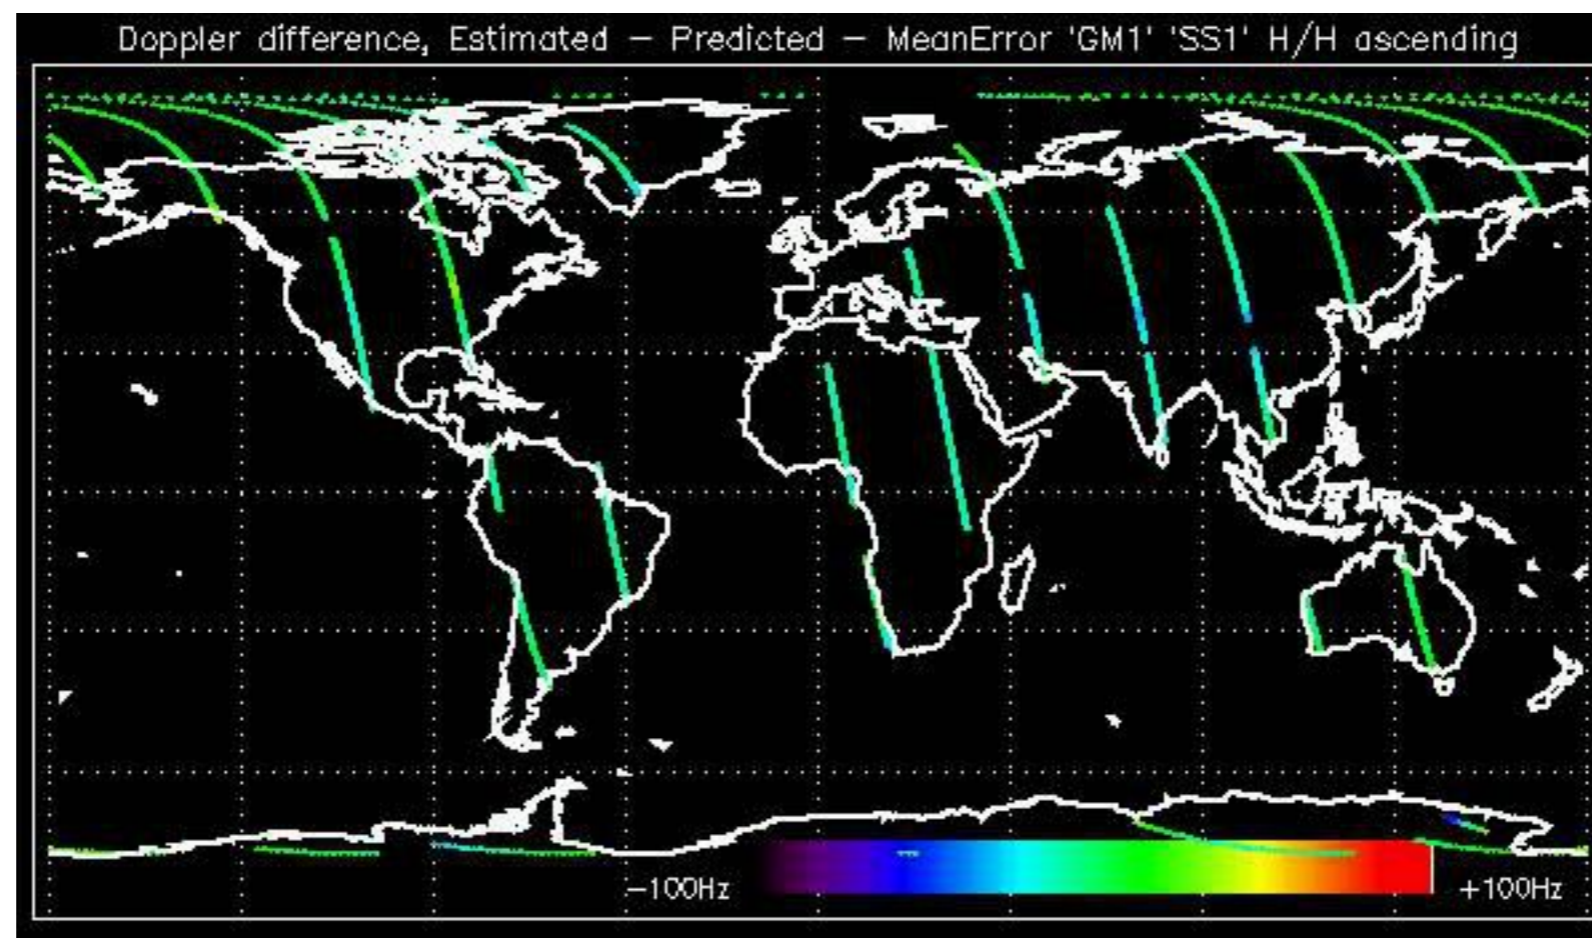 Doppler difference, Estimated – Predicted – MeanError 'GM1' 'SS1' H/H ascending
–100Hz
+100Hz